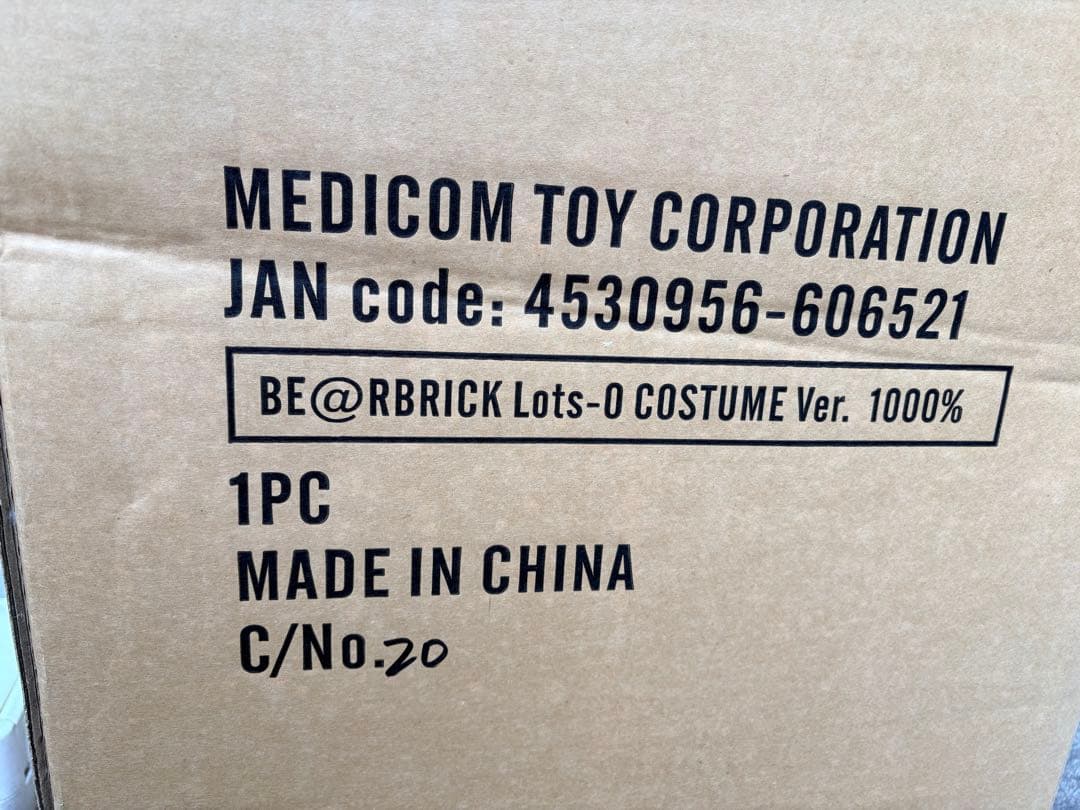 MEDICOM TOY CORPORATION
JAN code: 4530956-606521
BE@RBRICK Lots-O COSTUME Ver. 1000%
1PC
MADE IN CHINA
C/No.20